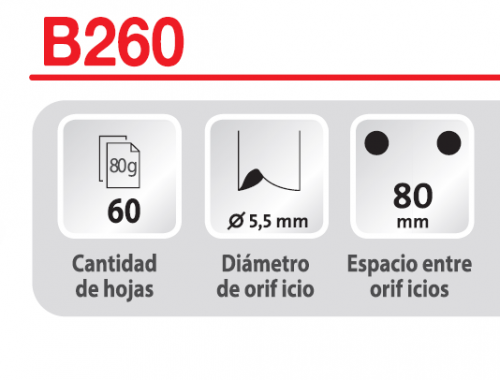 B260
80g
60
Ø 5,5 mm
80
mm
Cantidad
de hojas
Diámetro
de orif icio
Espacio entre
orif icios